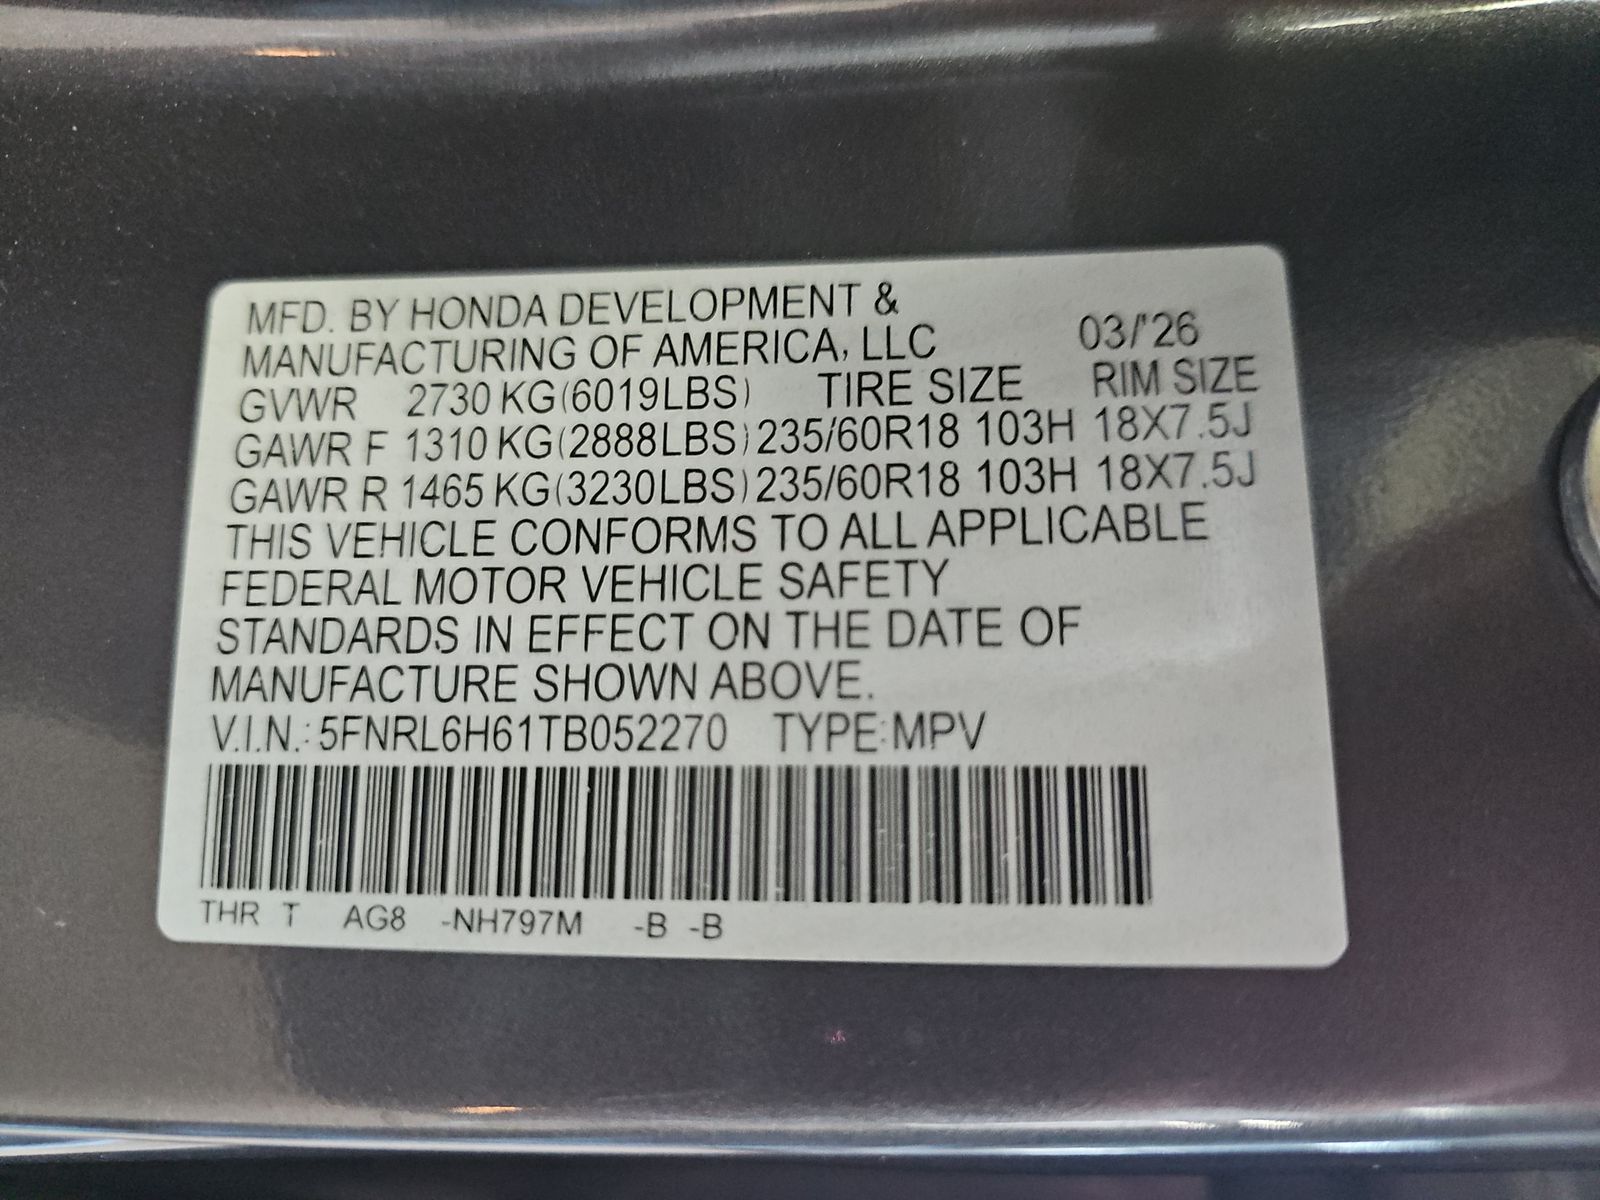 MFD. BY HONDA DEVELOPMENT &
MANUFACTURING OF AMERICA, LLC 03/'26
GVWR 2730 KG(6019LBS) TIRE SIZE RIM SIZE
GAWR F 1310 KG(2888LBS) 235/60R18 103H 18X7.5J
GAWR R 1465 KG(3230LBS) 235/60R18 103H 18X7.5J
THIS VEHICLE CONFORMS TO ALL APPLICABLE
FEDERAL MOTOR VEHICLE SAFETY
STANDARDS IN EFFECT ON THE DATE OF
MANUFACTURE SHOWN ABOVE.
V.I.N.: 5FNRL6H61TB052270 TYPE:MPV
THR T AG8 -NH797M -B -B